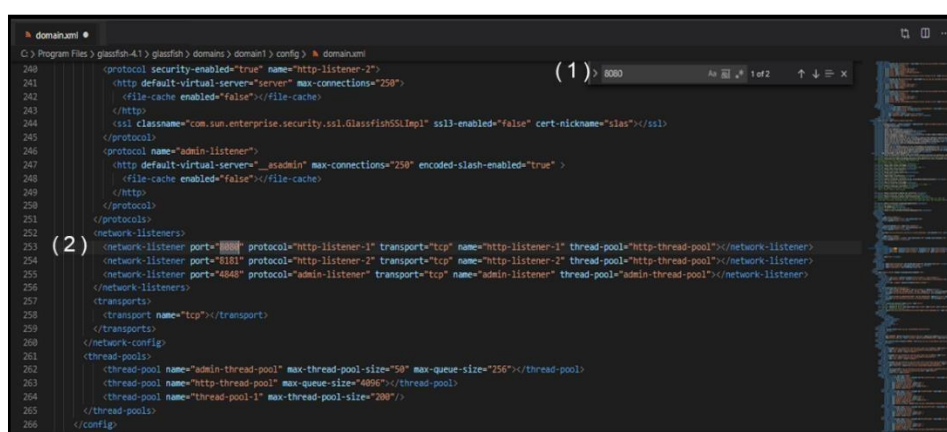 domain.xml ●
C: > Program Files > glassfish-4.1 > glassfish > domains > domain1 > config > domain.xml
(1) > 8080 Aa 1 of 2 ↑ ↓ ×
240 <protocol security-enabled="true" name="http-listener-2">
241 <http default-virtual-server="server" max-connections="250">
242 <file-cache enabled="false"></file-cache>
243 </http>
244 <ssl classname="com.sun.enterprise.security.ssl.GlassfishSSLImpl" ssl3-enabled="false" cert-nickname="slas"></ssl>
245 </protocol>
246 <protocol name="admin-listener">
247 <http default-virtual-server="__asadmin" max-connections="250" encoded-slash-enabled="true" >
248 <file-cache enabled="false"></file-cache>
249 </http>
250 </protocol>
251 </protocols>
252 <network-listeners>
(2) 253 <network-listener port="8080" protocol="http-listener-1" transport="tcp" name="http-listener-1" thread-pool="http-thread-pool"></network-listener>
254 <network-listener port="8181" protocol="http-listener-2" transport="tcp" name="http-listener-2" thread-pool="http-thread-pool"></network-listener>
255 <network-listener port="4848" protocol="admin-listener" transport="tcp" name="admin-listener" thread-pool="admin-thread-pool"></network-listener>
256 </network-listeners>
257 <transports>
258 <transport name="tcp"></transport>
259 </transports>
260 </network-config>
261 <thread-pools>
262 <thread-pool name="admin-thread-pool" max-thread-pool-size="50" max-queue-size="256"></thread-pool>
263 <thread-pool name="http-thread-pool" max-queue-size="4096"></thread-pool>
264 <thread-pool name="thread-pool-1" max-thread-pool-size="200"/>
265 </thread-pools>
266 </config>